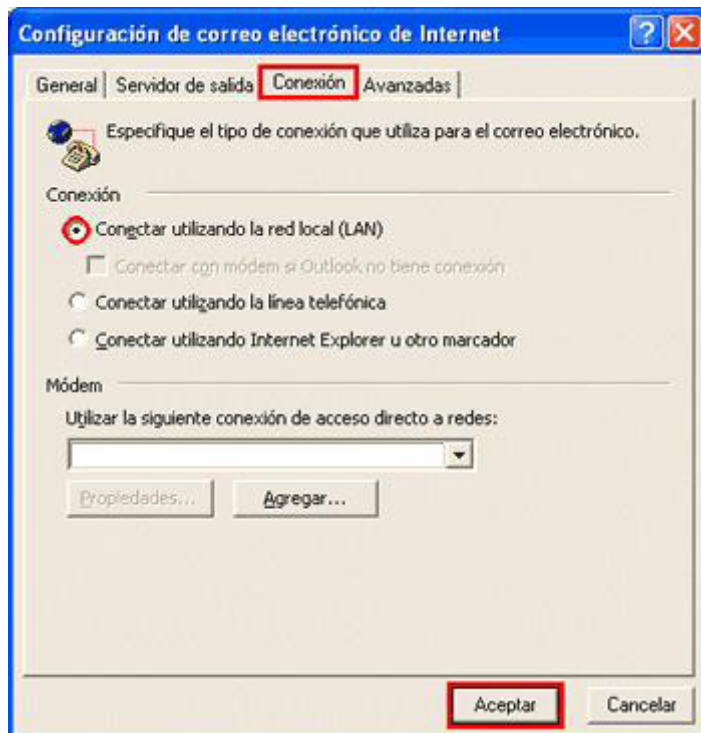 Configuración de correo electrónico de Internet
General Servidor de salida Conexión Avanzadas
Especifique el tipo de conexión que utiliza para el correo electrónico.
Conexión
Conectar utilizando la red local (LAN)
Conectar con módem si Outlook no tiene conexión
Conectar utilizando la línea telefónica
Conectar utilizando Internet Explorer u otro marcador
Módem
Utilizar la siguiente conexión de acceso directo a redes:
Propiedades... Agregar...
Aceptar Cancelar